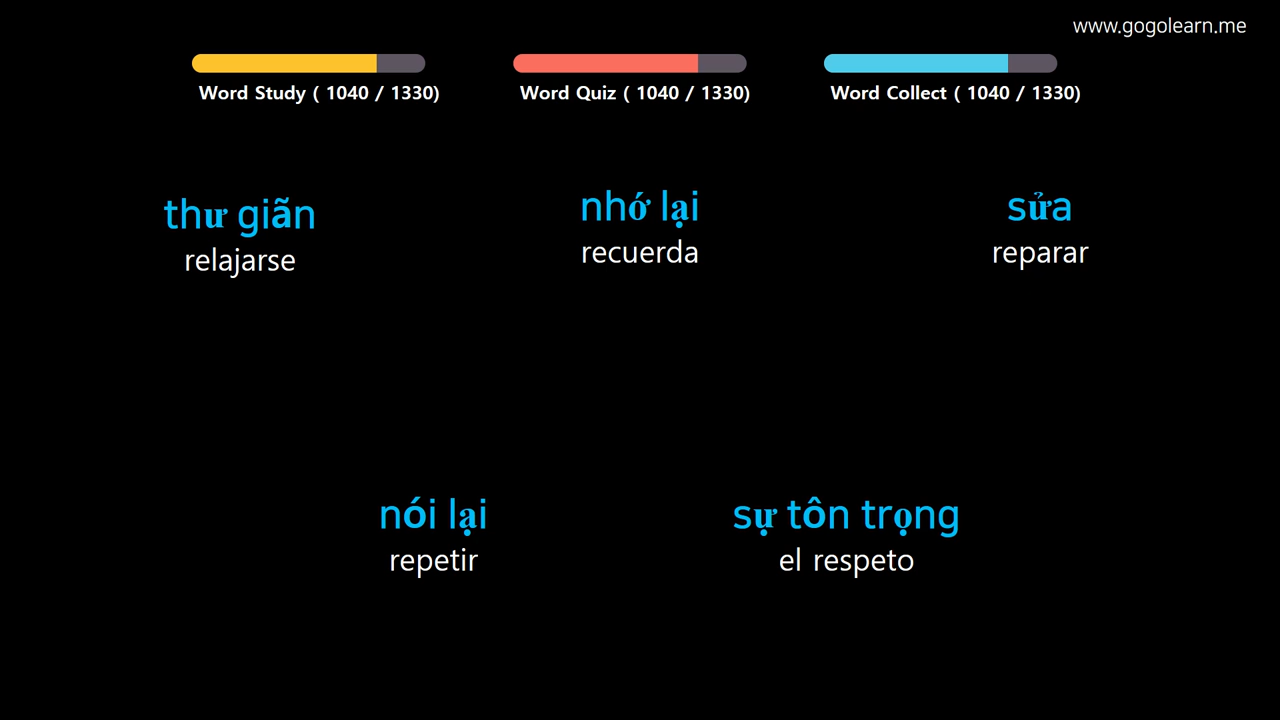 www.gogolearn.me
Word Study ( 1040 / 1330)
Word Quiz ( 1040 / 1330)
Word Collect ( 1040 / 1330)
thư giãn
relajarse
nhớ lại
recuerda
sửa
reparar
nói lại
repetir
sự tôn trọng
el respeto